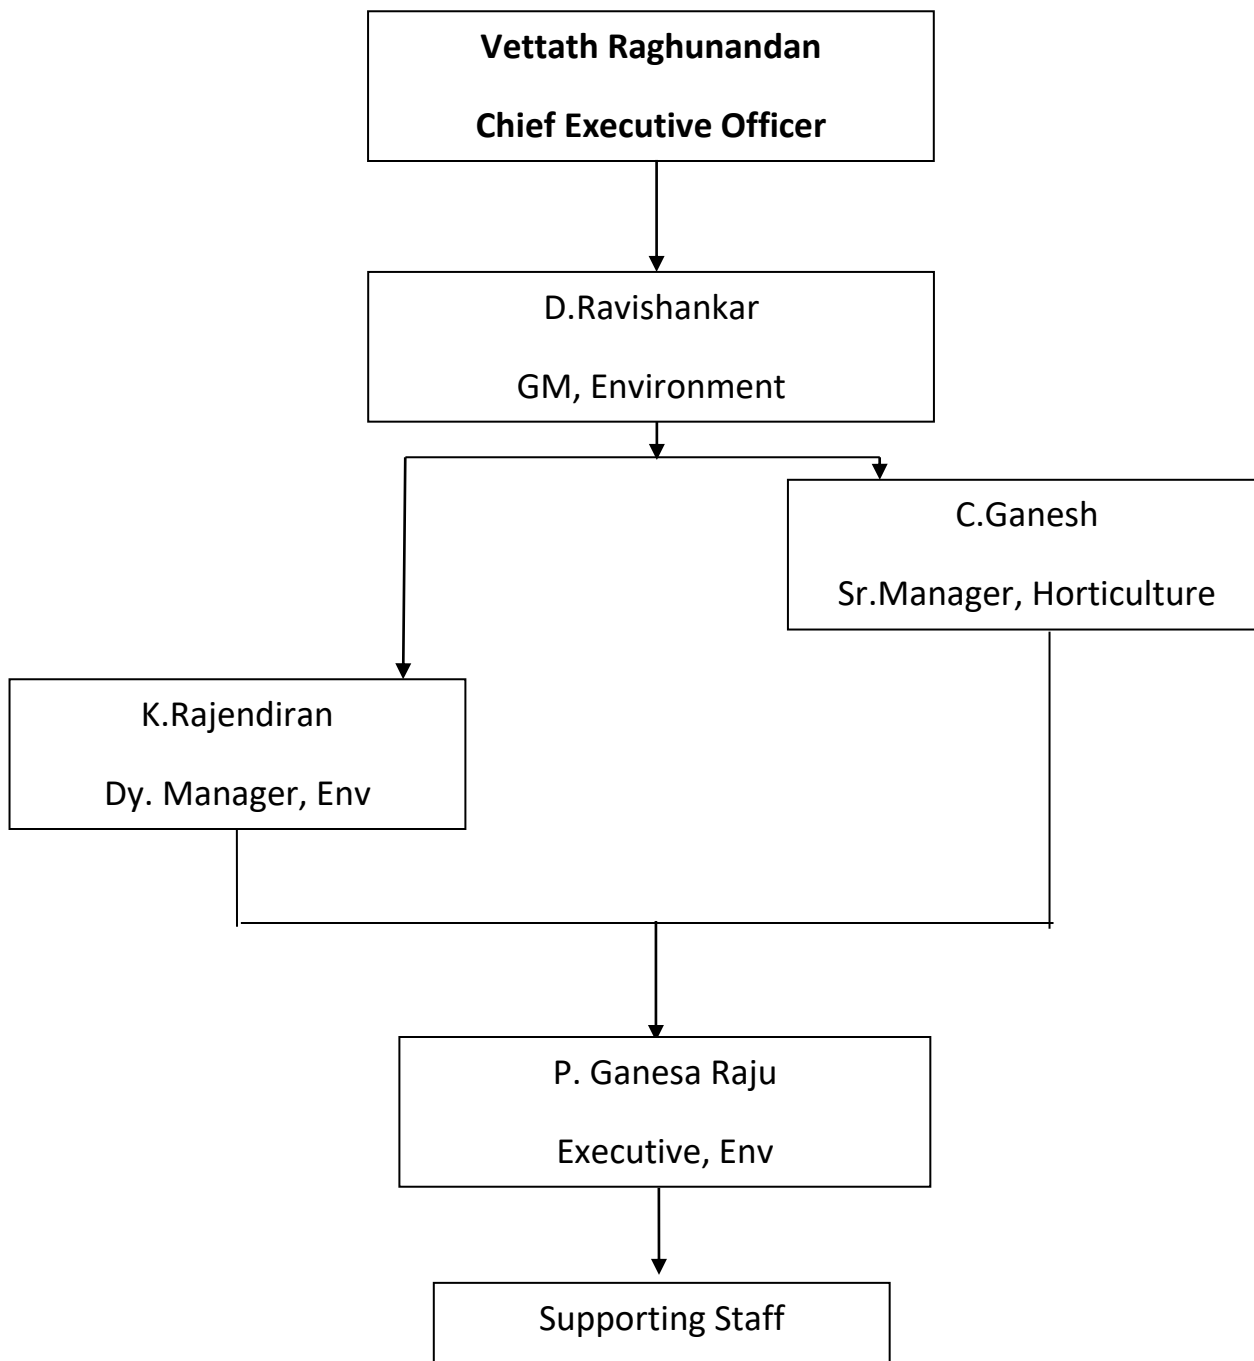 Vettath Raghunandan
Chief Executive Officer
D.Ravishankar
GM, Environment
C.Ganesh
Sr.Manager, Horticulture
K.Rajendiran
Dy. Manager, Env
P. Ganesa Raju
Executive, Env
Supporting Staff